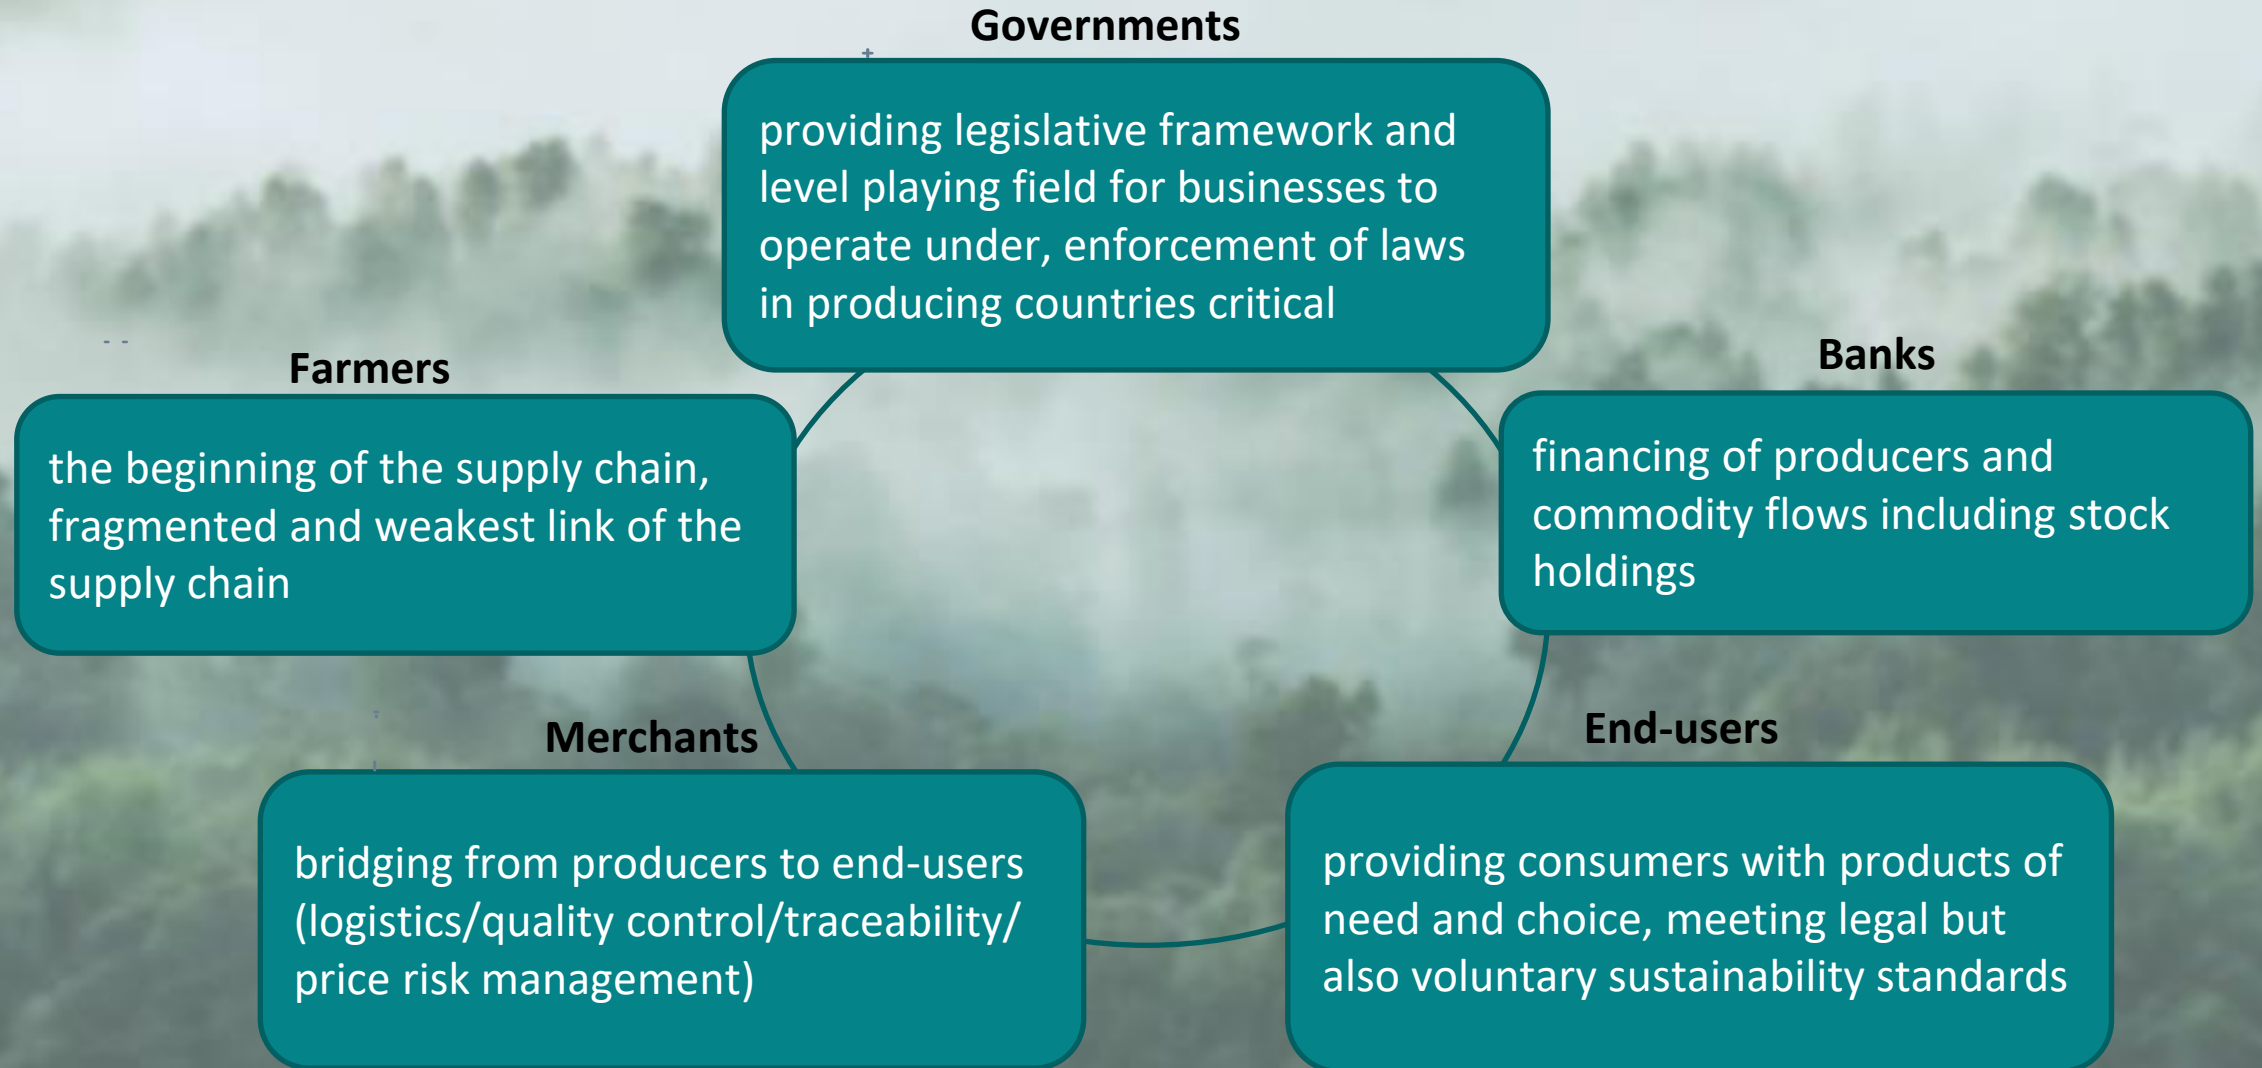 Governments
providing legislative framework and
level playing field for businesses to
operate under, enforcement of laws
in producing countries critical
Farmers
the beginning of the supply chain,
fragmented and weakest link of the
supply chain
Banks
financing of producers and
commodity flows including stock
holdings
Merchants
bridging from producers to end-users
(logistics/quality control/traceability/
price risk management)
End-users
providing consumers with products of
need and choice, meeting legal but
also voluntary sustainability standards